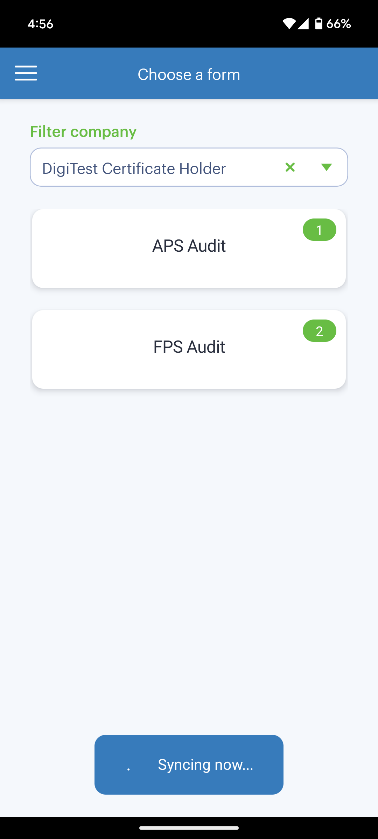 4:56
66%
Choose a form
Filter company
DigiTest Certificate Holder
1
APS Audit
2
FPS Audit
Syncing now...